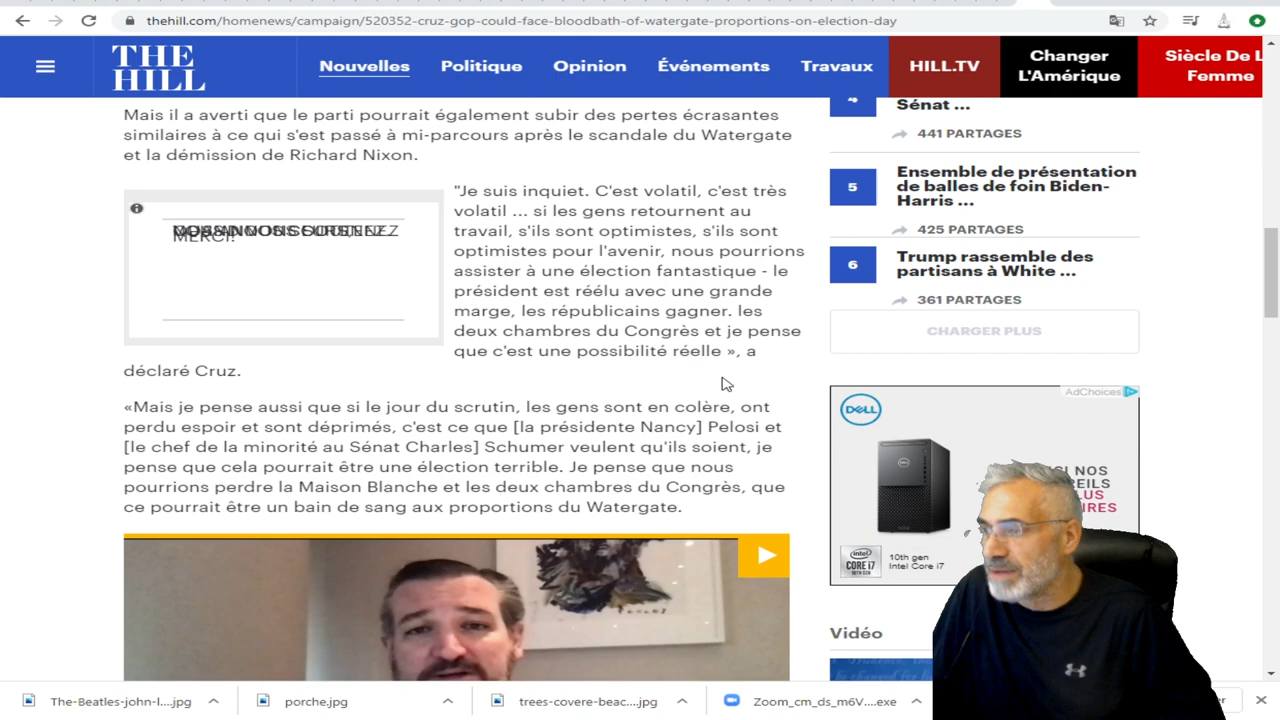 thehill.com/homenews/campaign/520352-cruz-gop-could-face-bloodbath-of-watergate-proportions-on-election-day
THE
HILL
Nouvelles
Politique
Opinion
Événements
Travaux
HILL.TV
Changer
L'Amérique
Siècle De L
Femme
Mais il a averti que le parti pourrait également subir des pertes écrasantes
similaires à ce qui s'est passé à mi-parcours après le scandale du Watergate
et la démission de Richard Nixon.
MERCI!
"Je suis inquiet. C'est volatil, c'est très
volatil ... si les gens retournent au
travail, s'ils sont optimistes, s'ils sont
optimistes pour l'avenir, nous pourrions
assister à une élection fantastique - le
président est réélu avec une grande
marge, les républicains gagner. les
deux chambres du Congrès et je pense
que c'est une possibilité réelle », a
déclaré Cruz.
«Mais je pense aussi que si le jour du scrutin, les gens sont en colère, ont
perdu espoir et sont déprimés, c'est ce que [la présidente Nancy] Pelosi et
[le chef de la minorité au Sénat Charles] Schumer veulent qu'ils soient, je
pense que cela pourrait être une élection terrible. Je pense que nous
pourrions perdre la Maison Blanche et les deux chambres du Congrès, que
ce pourrait être un bain de sang aux proportions du Watergate.
4
Sénat ...
441 PARTAGES
5
Ensemble de présentation
de balles de foin Biden-
Harris ...
425 PARTAGES
6
Trump rassemble des
partisans à White ...
361 PARTAGES
CHARGER PLUS
AdChoices
DELL
NOS
PLUS
10th gen
Intel Core i7
intel
CORE i7
10TH GEN
Vidéo
The-Beatles-john-l....jpg
porche.jpg
trees-covere-beac....jpg
Zoom_cm_ds_m6V....exe